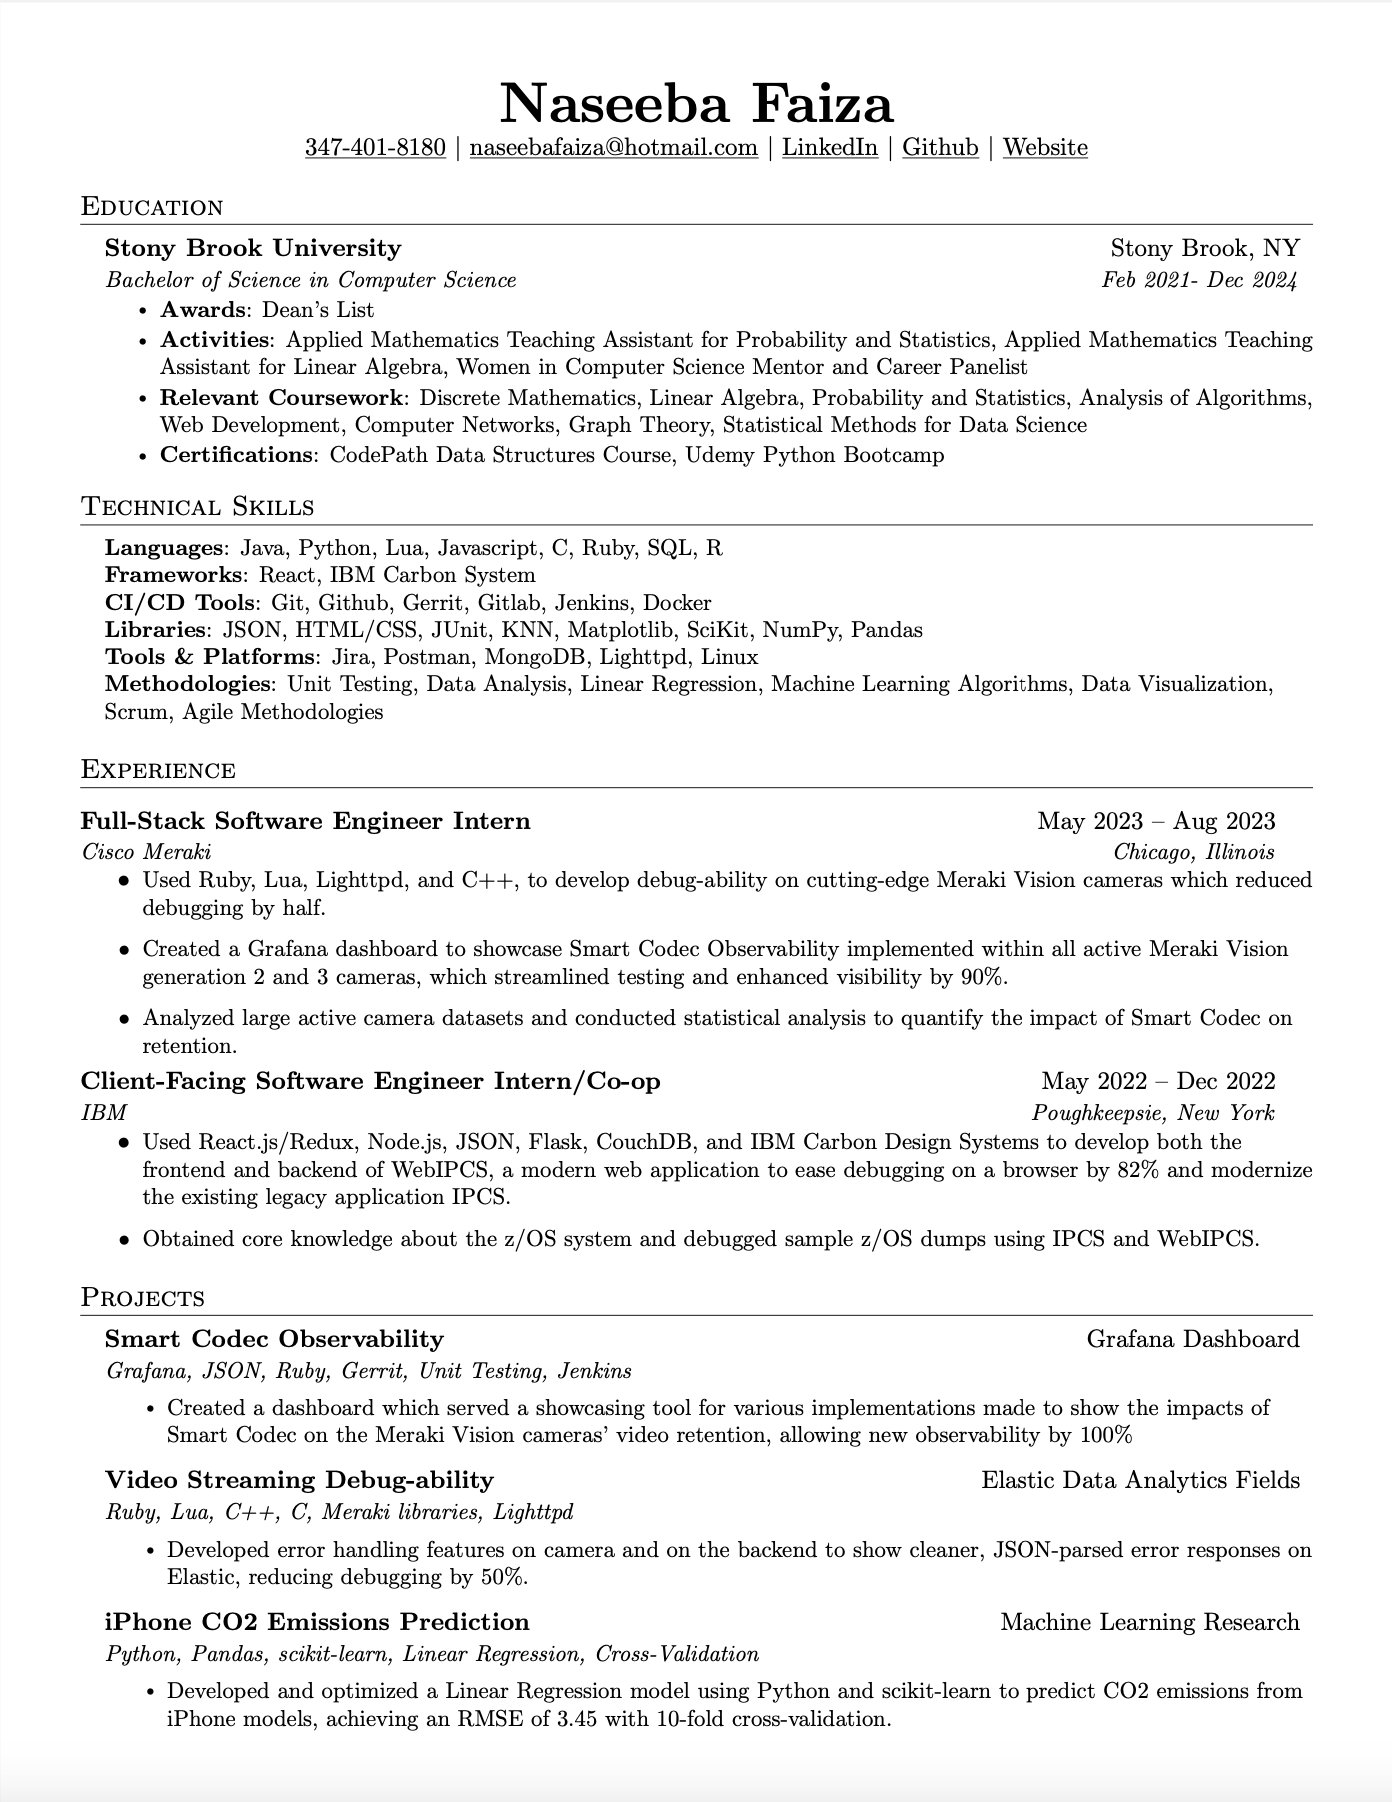 Naseeba Faiza
347-401-8180 | naseebafaiza@hotmail.com | LinkedIn | Github | Website
EDUCATION
Stony Brook University Stony Brook, NY
Bachelor of Science in Computer Science Feb 2021- Dec 2024
• Awards: Dean's List
• Activities: Applied Mathematics Teaching Assistant for Probability and Statistics, Applied Mathematics Teaching
Assistant for Linear Algebra, Women in Computer Science Mentor and Career Panelist
• Relevant Coursework: Discrete Mathematics, Linear Algebra, Probability and Statistics, Analysis of Algorithms,
Web Development, Computer Networks, Graph Theory, Statistical Methods for Data Science
• Certifications: CodePath Data Structures Course, Udemy Python Bootcamp
TECHNICAL SKILLS
Languages: Java, Python, Lua, Javascript, C, Ruby, SQL, R
Frameworks: React, IBM Carbon System
CI/CD Tools: Git, Github, Gerrit, Gitlab, Jenkins, Docker
Libraries: JSON, HTML/CSS, JUnit, KNN, Matplotlib, SciKit, NumPy, Pandas
Tools & Platforms: Jira, Postman, MongoDB, Lighttpd, Linux
Methodologies: Unit Testing, Data Analysis, Linear Regression, Machine Learning Algorithms, Data Visualization,
Scrum, Agile Methodologies
EXPERIENCE
Full-Stack Software Engineer Intern May 2023 – Aug 2023
Cisco Meraki Chicago, Illinois
• Used Ruby, Lua, Lighttpd, and C++, to develop debug-ability on cutting-edge Meraki Vision cameras which reduced
debugging by half.
• Created a Grafana dashboard to showcase Smart Codec Observability implemented within all active Meraki Vision
generation 2 and 3 cameras, which streamlined testing and enhanced visibility by 90%.
• Analyzed large active camera datasets and conducted statistical analysis to quantify the impact of Smart Codec on
retention.
Client-Facing Software Engineer Intern/Co-op May 2022 – Dec 2022
IBM Poughkeepsie, New York
• Used React.js/Redux, Node.js, JSON, Flask, CouchDB, and IBM Carbon Design Systems to develop both the
frontend and backend of WebIPCS, a modern web application to ease debugging on a browser by 82% and modernize
the existing legacy application IPCS.
• Obtained core knowledge about the z/OS system and debugged sample z/OS dumps using IPCS and WebIPCS.
PROJECTS
Smart Codec Observability Grafana Dashboard
Grafana, JSON, Ruby, Gerrit, Unit Testing, Jenkins
• Created a dashboard which served a showcasing tool for various implementations made to show the impacts of
Smart Codec on the Meraki Vision cameras' video retention, allowing new observability by 100%
Video Streaming Debug-ability Elastic Data Analytics Fields
Ruby, Lua, C++, C, Meraki libraries, Lighttpd
• Developed error handling features on camera and on the backend to show cleaner, JSON-parsed error responses on
Elastic, reducing debugging by 50%.
iPhone CO2 Emissions Prediction Machine Learning Research
Python, Pandas, scikit-learn, Linear Regression, Cross-Validation
• Developed and optimized a Linear Regression model using Python and scikit-learn to predict CO2 emissions from
iPhone models, achieving an RMSE of 3.45 with 10-fold cross-validation.